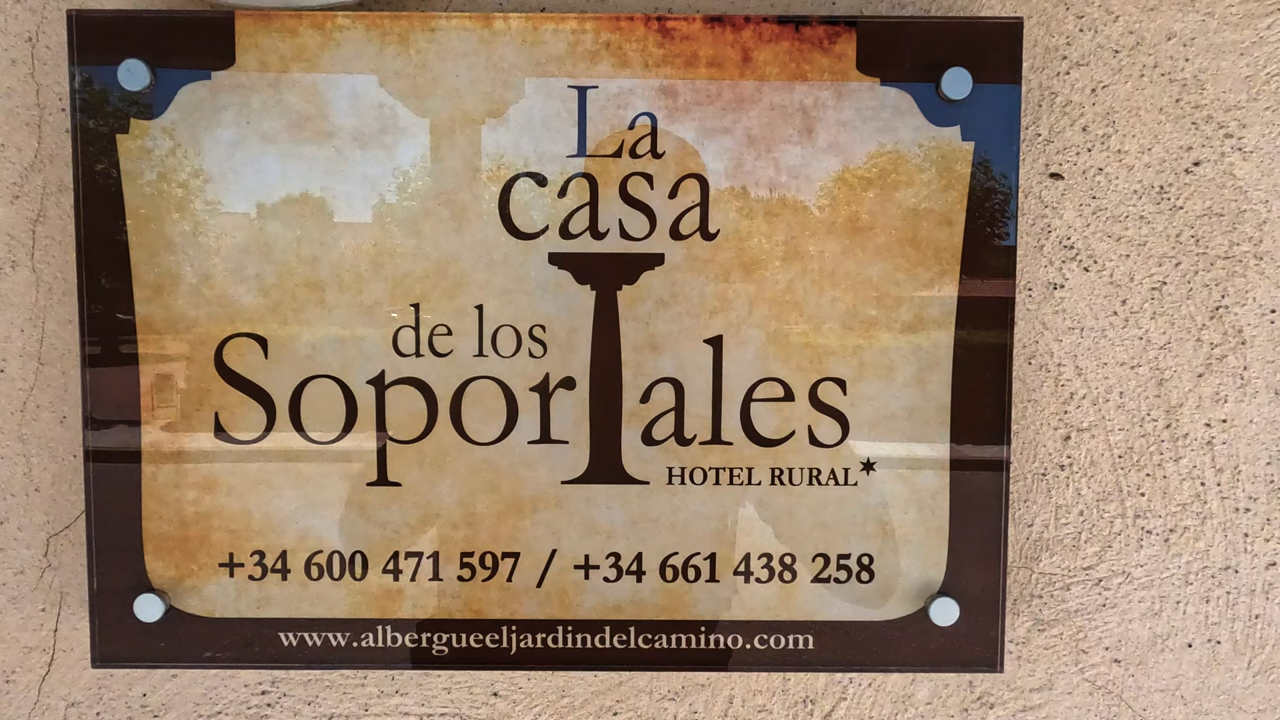 La
casa
de los
Soportales
HOTEL RURAL*
+34 600 471 597 / +34 661 438 258
www.albergueeljardindelcamino.com